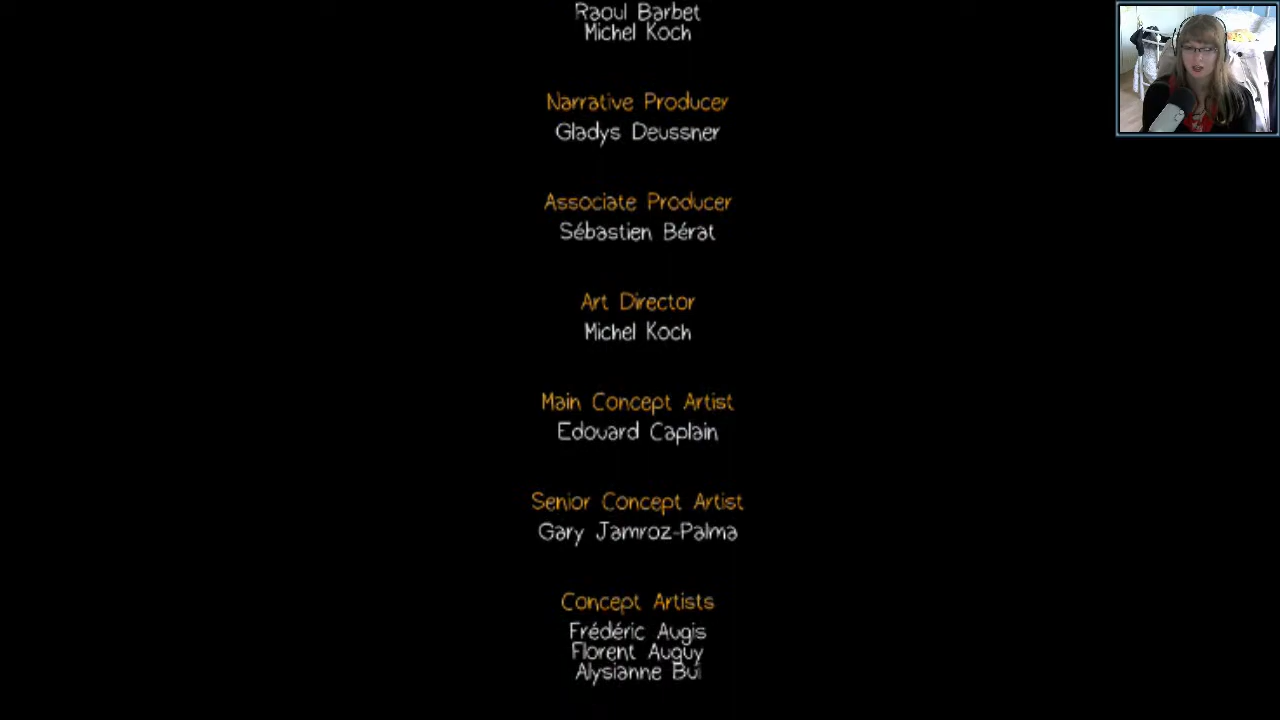 Raoul Barbet
Michel Koch
Narrative Producer
Gladys Deussner
Associate Producer
Sébastien Bérat
Art Director
Michel Koch
Main Concept Artist
Edouard Caplain
Senior Concept Artist
Gary Jamroz-Palma
Concept Artists
Frédéric Augis
Florent Auguy
Alysianne Bui